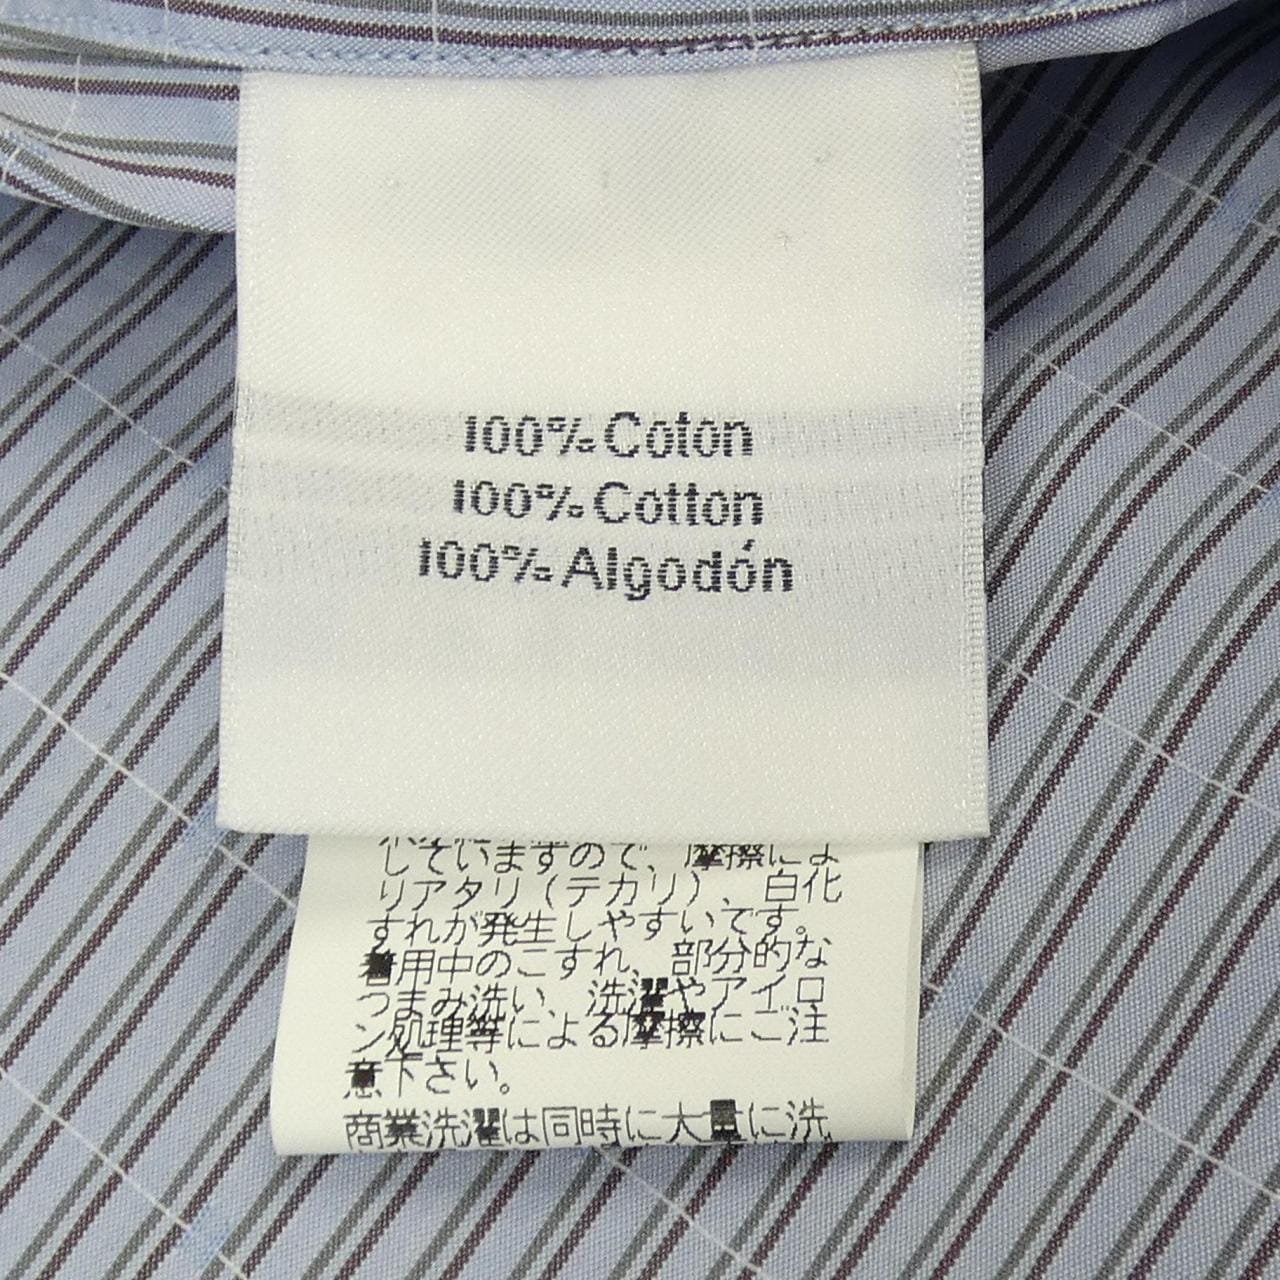 100% Coton
100% Cotton
100% Algodón
していますので、摩擦によ
りアタリ（テカリ）、白化
すれが発生しやすいです。
着用中のこすれ、部分的な
つまみ洗い、洗濯やアイロ
ン処理等による摩擦にご注
意下さい。
商業洗濯は同時に大量に洗